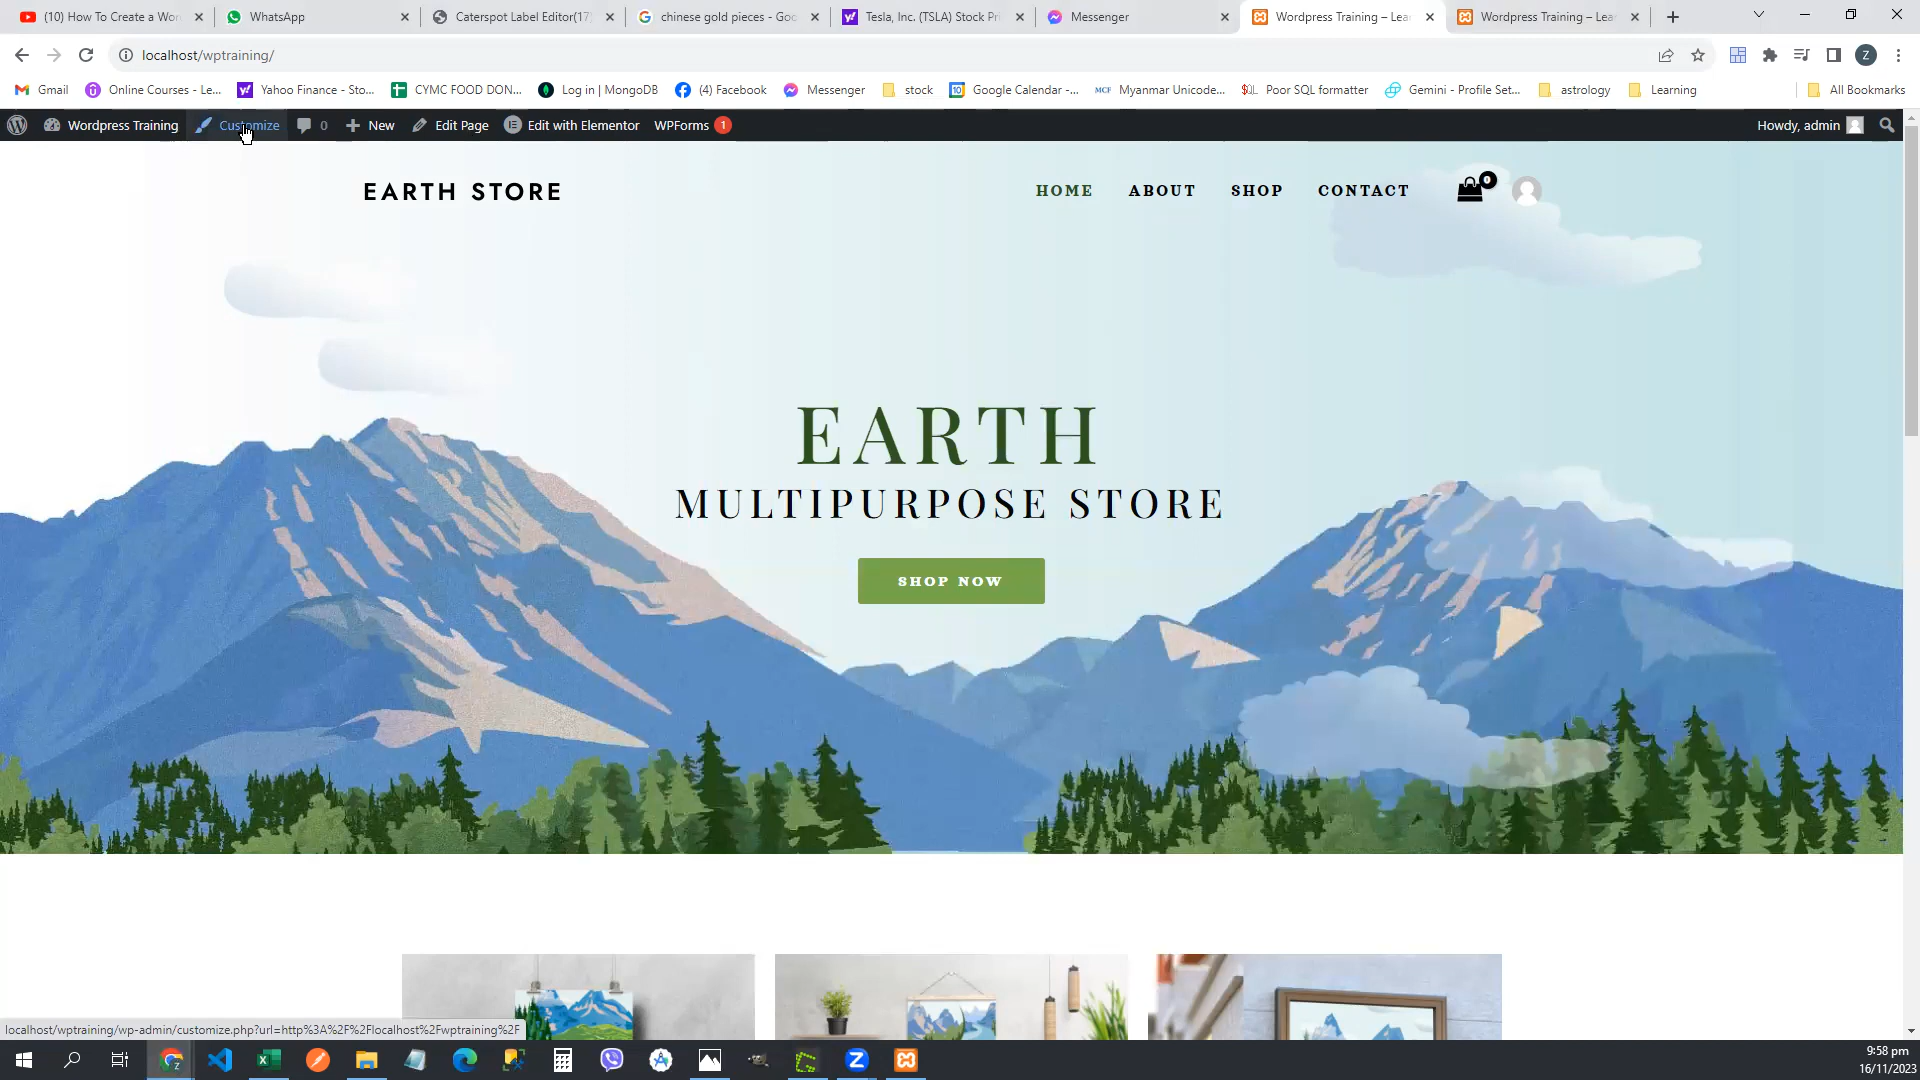 (10) How To Create a Wor
WhatsApp
Caterspot Label Editor(17)
chinese gold pieces - Goo
Tesla, Inc. (TSLA) Stock Pri
Messenger
Wordpress Training – Lea
Wordpress Training – Lea
localhost/wptraining/
Z
Gmail
Online Courses - Le...
Yahoo Finance - Sto...
CYMC FOOD DON...
Log in | MongoDB
(4) Facebook
Messenger
stock
Google Calendar -...
Myanmar Unicode...
Poor SQL formatter
Gemini - Profile Set...
astrology
Learning
All Bookmarks
Wordpress Training
Customize
0
New
Edit Page
Edit with Elementor
WPForms 1
Howdy, admin
EARTH STORE
HOME
ABOUT
SHOP
CONTACT
0
EARTH
MULTIPURPOSE STORE
SHOP NOW
localhost/wptraining/wp-admin/customize.php?url=http%3A%2F%2Flocalhost%2Fwptraining%2F
9:58 pm
16/11/2023